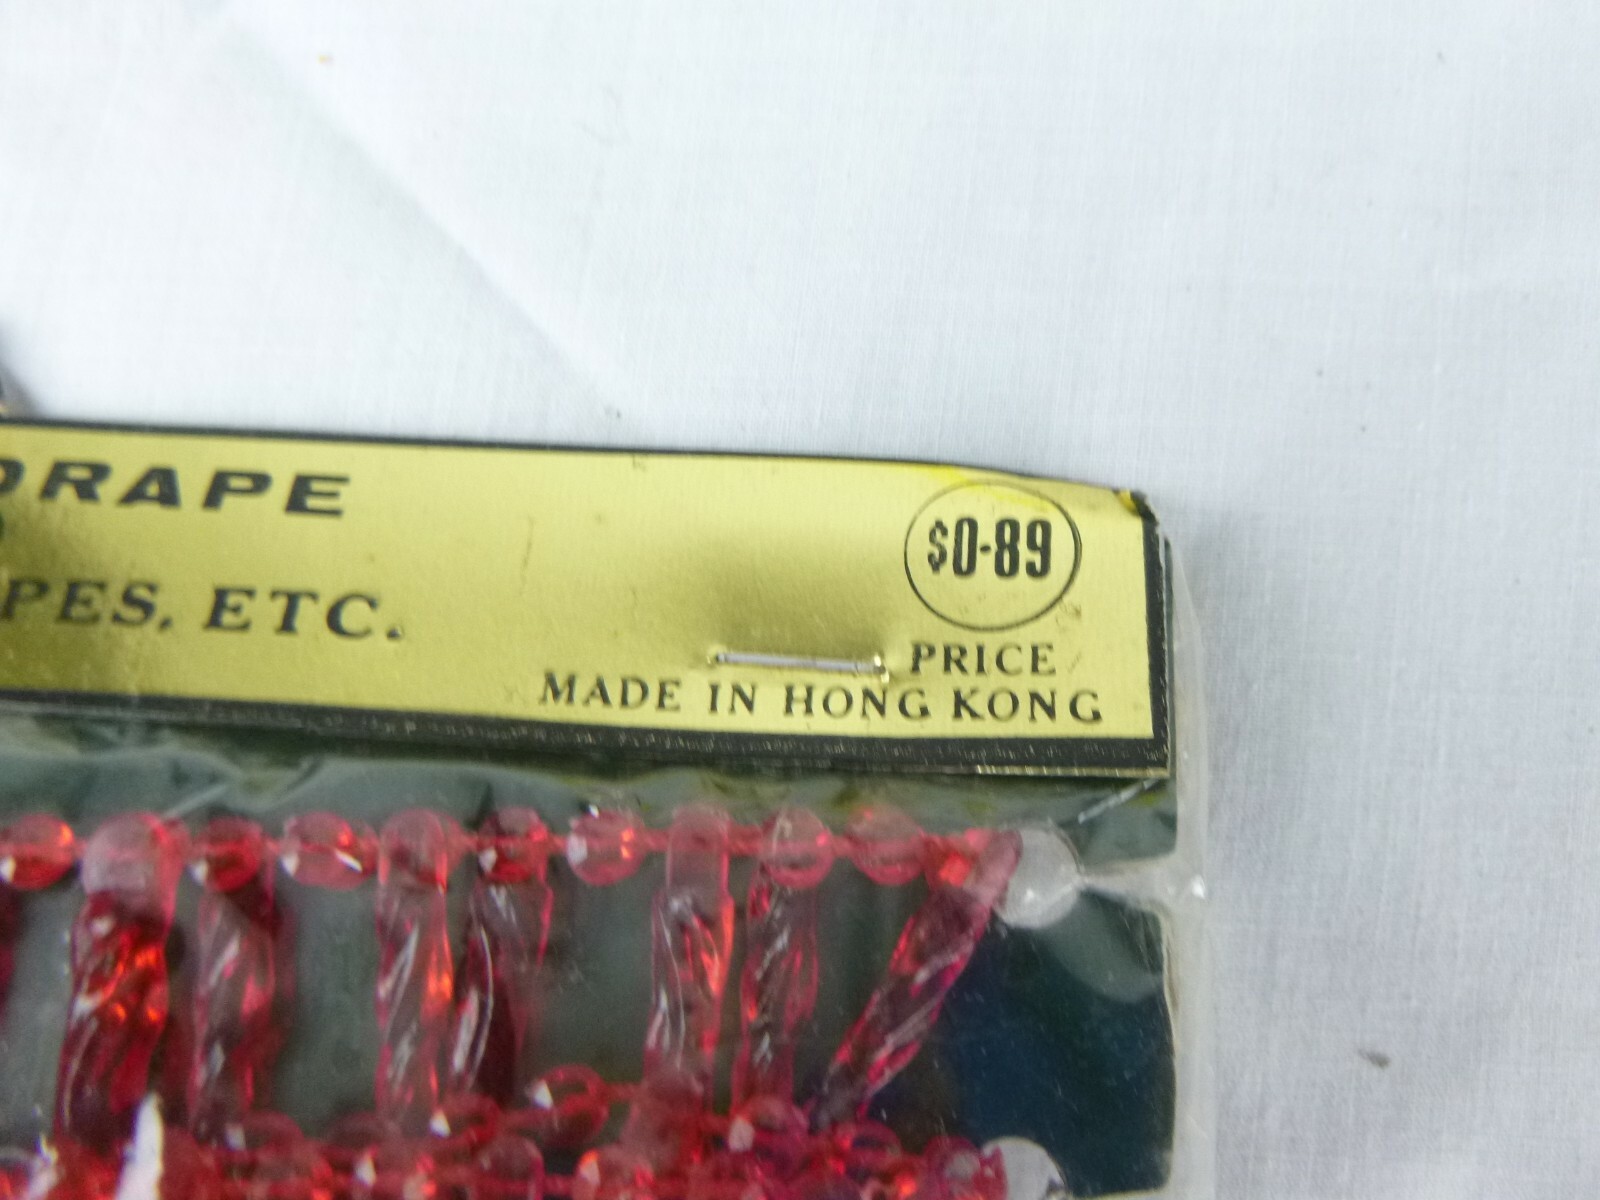 DRAPE
PES, ETC.
$0-89
PRICE
MADE IN HONG KONG